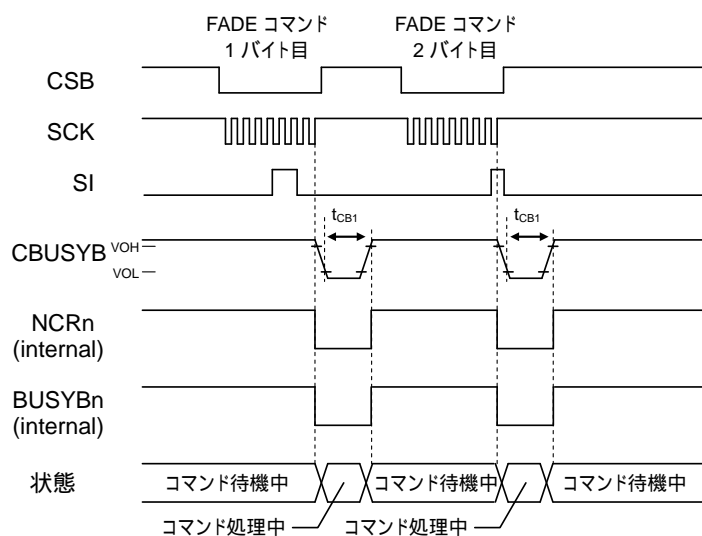 FADE コマンド
1 バイト目
FADE コマンド
2 バイト目
CSB
SCK
SI
tCB1
tCB1
CBUSYB
VOH
VOL
NCRn
(internal)
BUSYBn
(internal)
状態
コマンド待機中
コマンド待機中
コマンド待機中
コマンド処理中
コマンド処理中